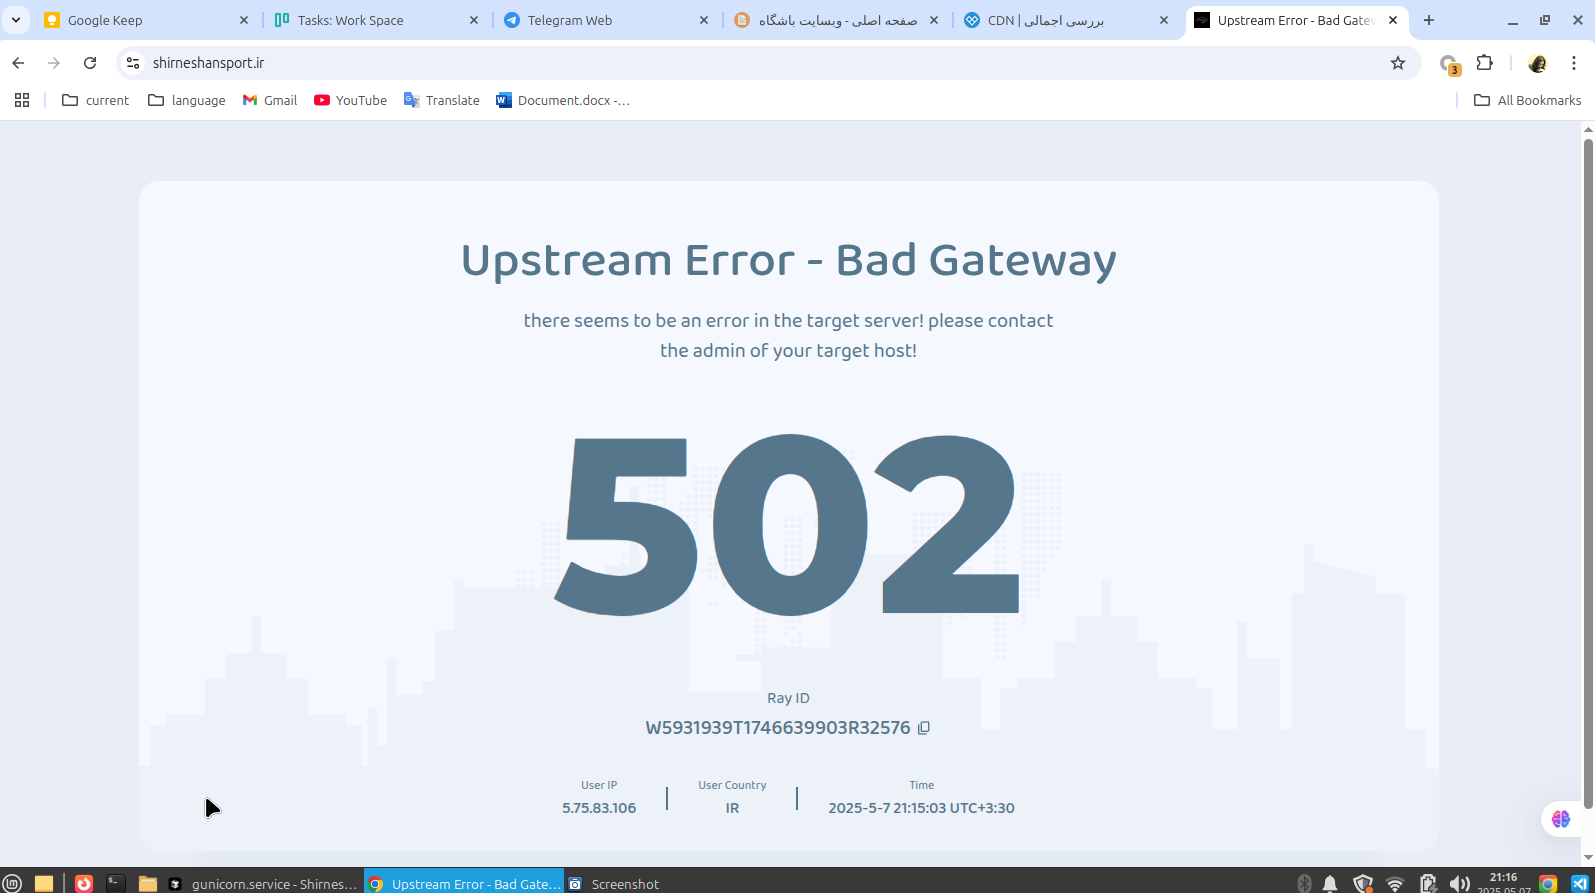 Google Keep
Tasks: Work Space
Telegram Web
صفحه اصلی - وبسایت باشگاه
بررسی اجمالی | CDN
Upstream Error - Bad Gatew
shirneshansport.ir
3
current
language
Gmail
YouTube
Translate
Document.docx -...
All Bookmarks
Upstream Error - Bad Gateway
there seems to be an error in the target server! please contact
the admin of your target host!
502
Ray ID
W5931939T1746639903R32576
User IP
User Country
Time
5.75.83.106
IR
2025-5-7 21:15:03 UTC+3:30
gunicorn.service - Shirnes...
Upstream Error - Bad Gate...
Screenshot
21:16
2025-05-07